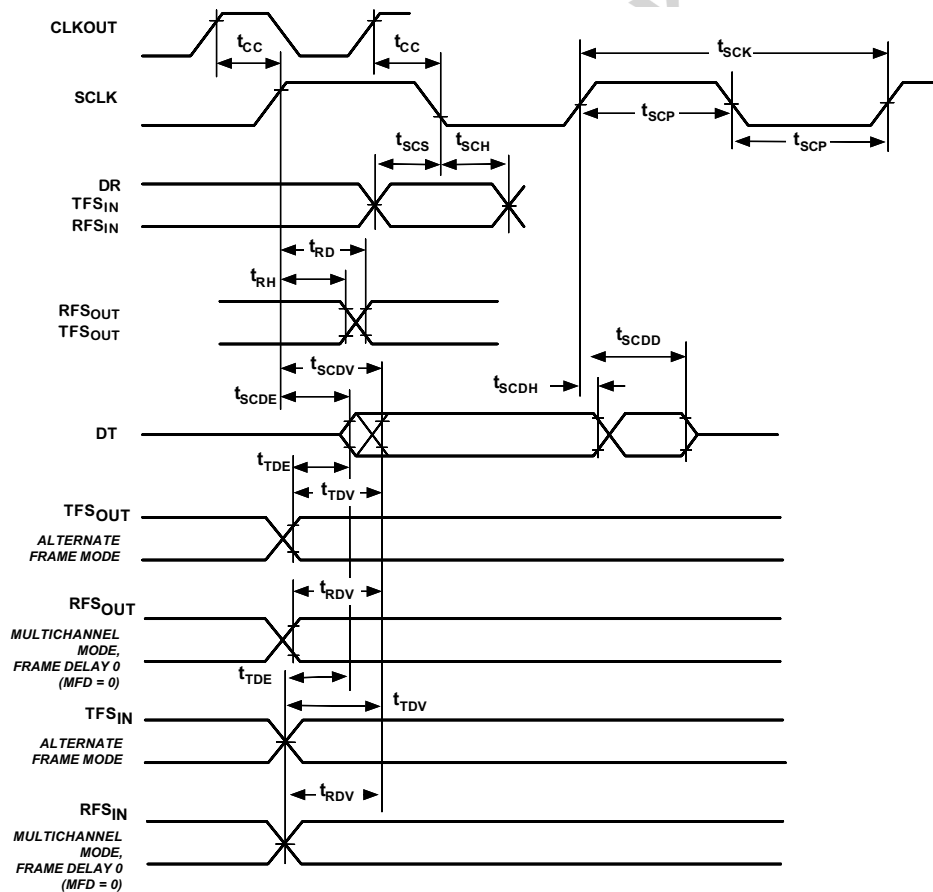 CLKOUT
tCC
tCC
tSCK
SCLK
tSCP
tSCP
tSCS
tSCH
DR
TFSIN
RFSIN
tRD
tRH
RFSOUT
TFSOUT
tSCDD
tSCDV
tSCDH
tSCDE
DT
tTDE
tTDV
TFSOUT
ALTERNATE
FRAME MODE
tRDV
RFSOUT
MULTICHANNEL
MODE,
FRAME DELAY 0
(MFD = 0)
tTDE
tTDV
TFSIN
ALTERNATE
FRAME MODE
tRDV
RFSIN
MULTICHANNEL
MODE,
FRAME DELAY 0
(MFD = 0)